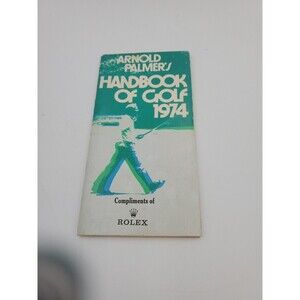 ARNOLD
PALMER'S
HANDBOOK
OF GOLF
1974
Compliments of
ROLEX